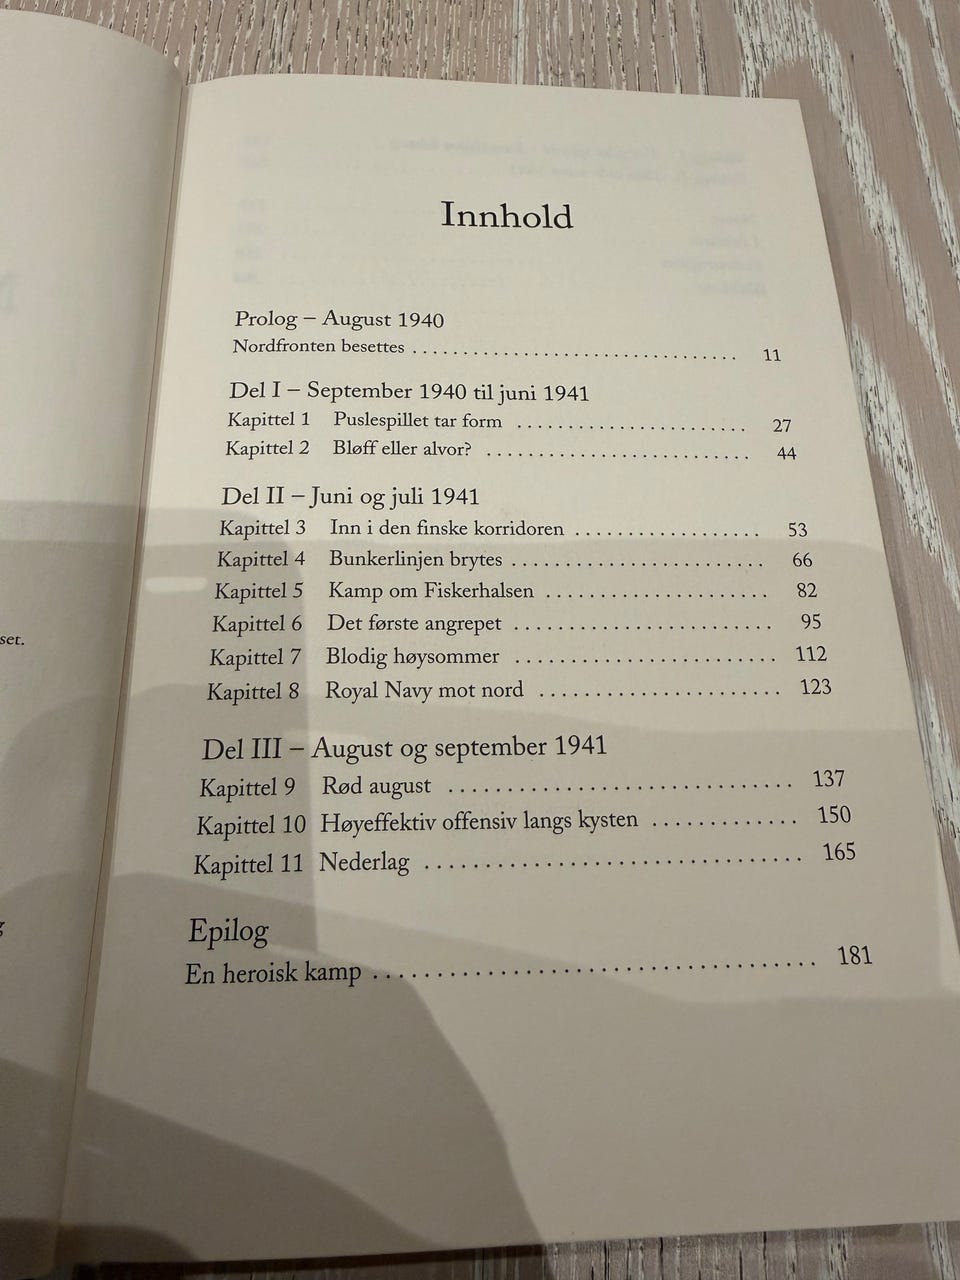 Innhold
Prolog – August 1940
Nordfronten besettes ................................ 11
Del I – September 1940 til juni 1941
Kapittel 1 Puslespillet tar form ....................... 27
Kapittel 2 Bløff eller alvor? .......................... 44
Del II – Juni og juli 1941
Kapittel 3 Inn i den finske korridoren .................. 53
Kapittel 4 Bunkerlinjen brytes ........................ 66
Kapittel 5 Kamp om Fiskerhalsen ..................... 82
Kapittel 6 Det første angrepet ........................ 95
Kapittel 7 Blodig høysommer ........................ 112
Kapittel 8 Royal Navy mot nord ...................... 123
Del III – August og september 1941
Kapittel 9 Rød august ............................. 137
Kapittel 10 Høyeffektiv offensiv langs kysten ............ 150
Kapittel 11 Nederlag ............................... 165
Epilog
En heroisk kamp ..................................... 181
set.
g